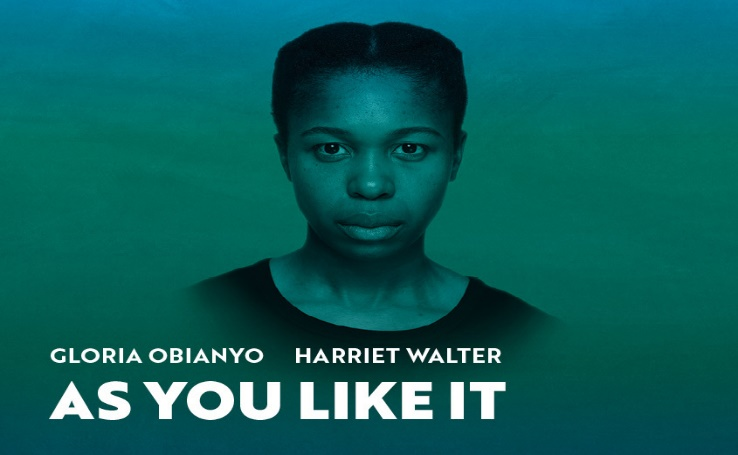 GLORIA OBIANYO HARRIET WALTER
AS YOU LIKE IT